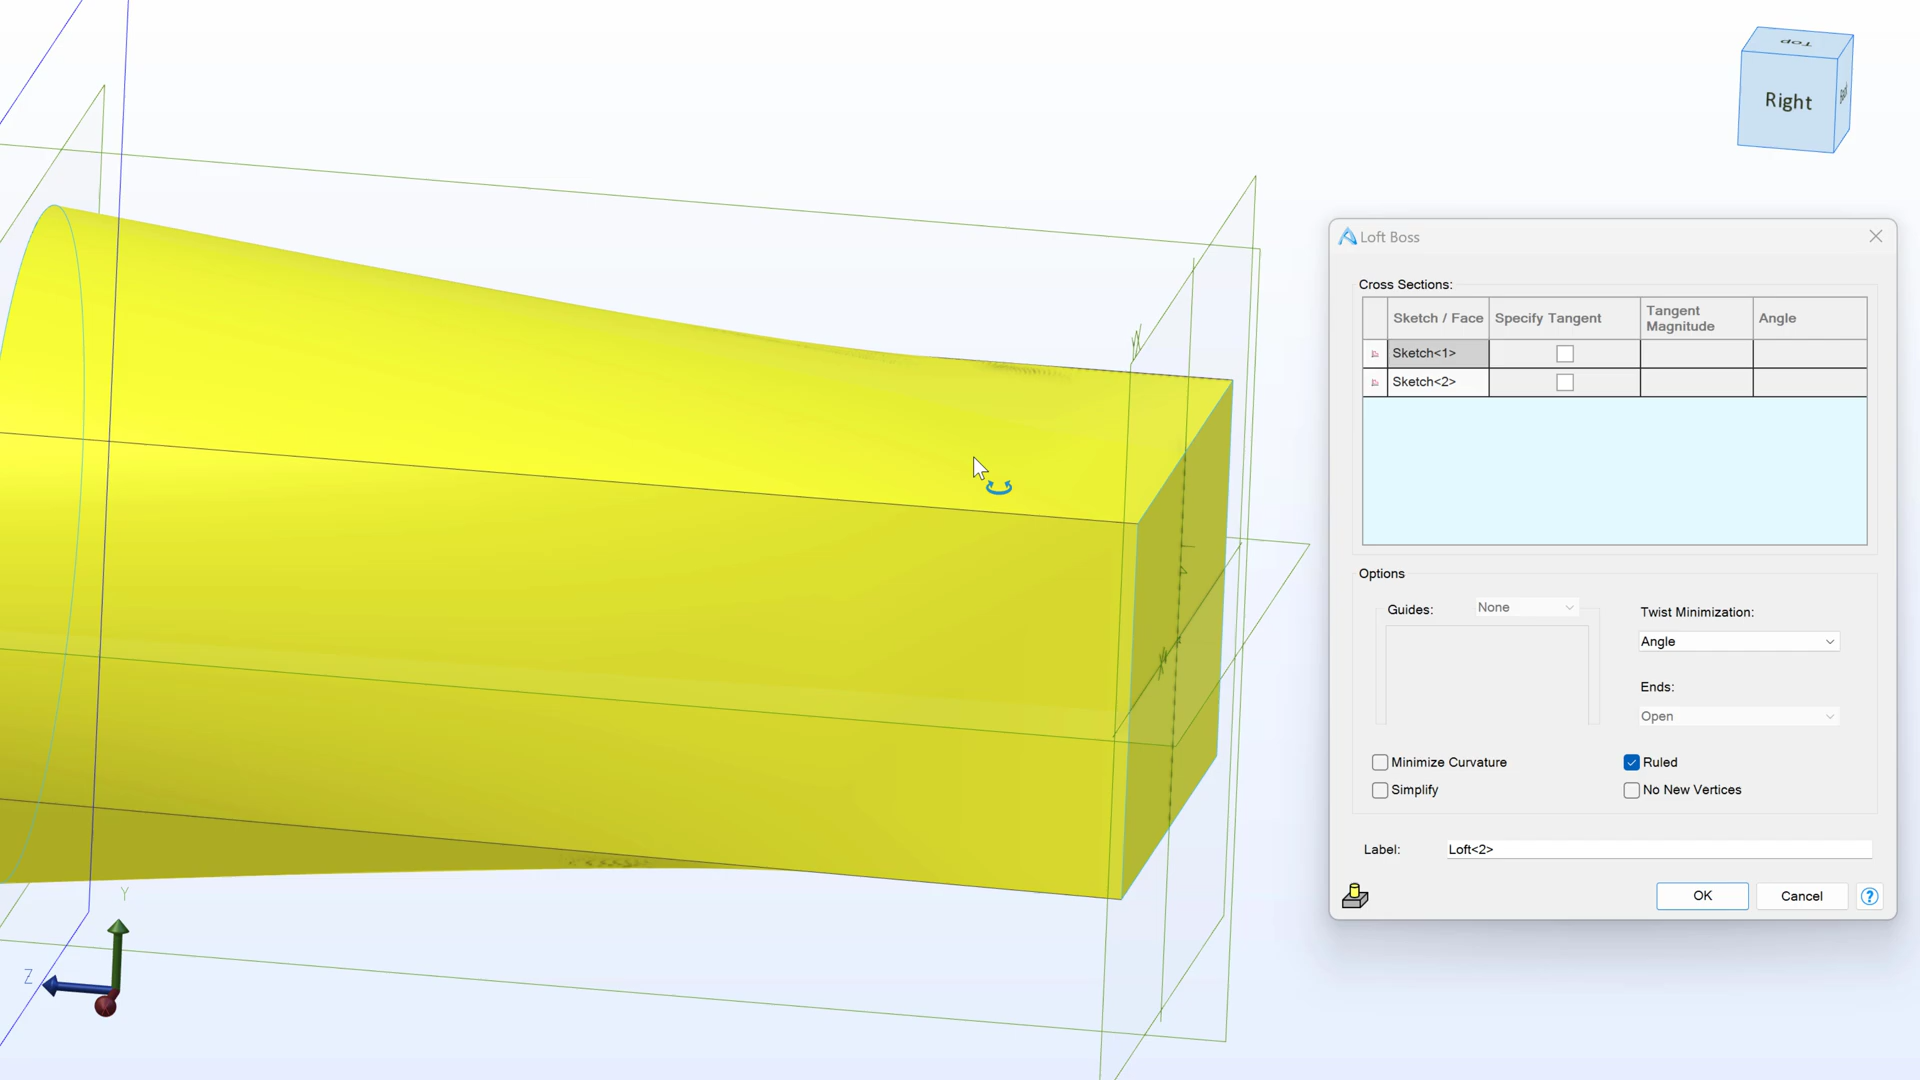 Top
Right
Loft Boss
Cross Sections:
Sketch / Face
Specify Tangent
Tangent
Magnitude
Angle
Sketch<1>
Sketch<2>
Options
Guides:
None
Twist Minimization:
Angle
Ends:
Open
Minimize Curvature
Ruled
Simplify
No New Vertices
Label:
Loft<2>
OK
Cancel
?
Y
Z